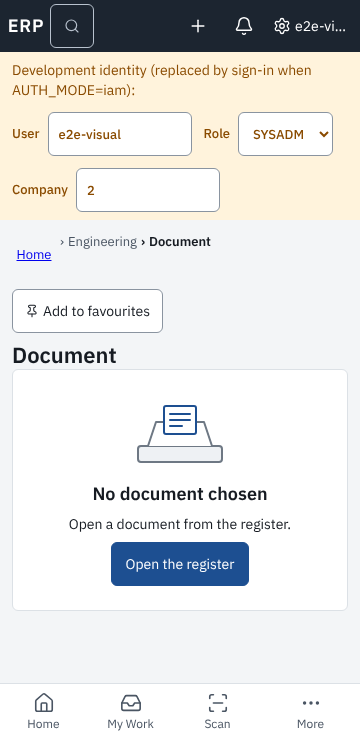 ERP e2e-vi...
Development identity (replaced by sign-in when
AUTH_MODE=iam):
User e2e-visual Role SYSADM
Company 2
Home › Engineering › Document
Add to favourites
Document
No document chosen
Open a document from the register.
Open the register
Home My Work Scan More